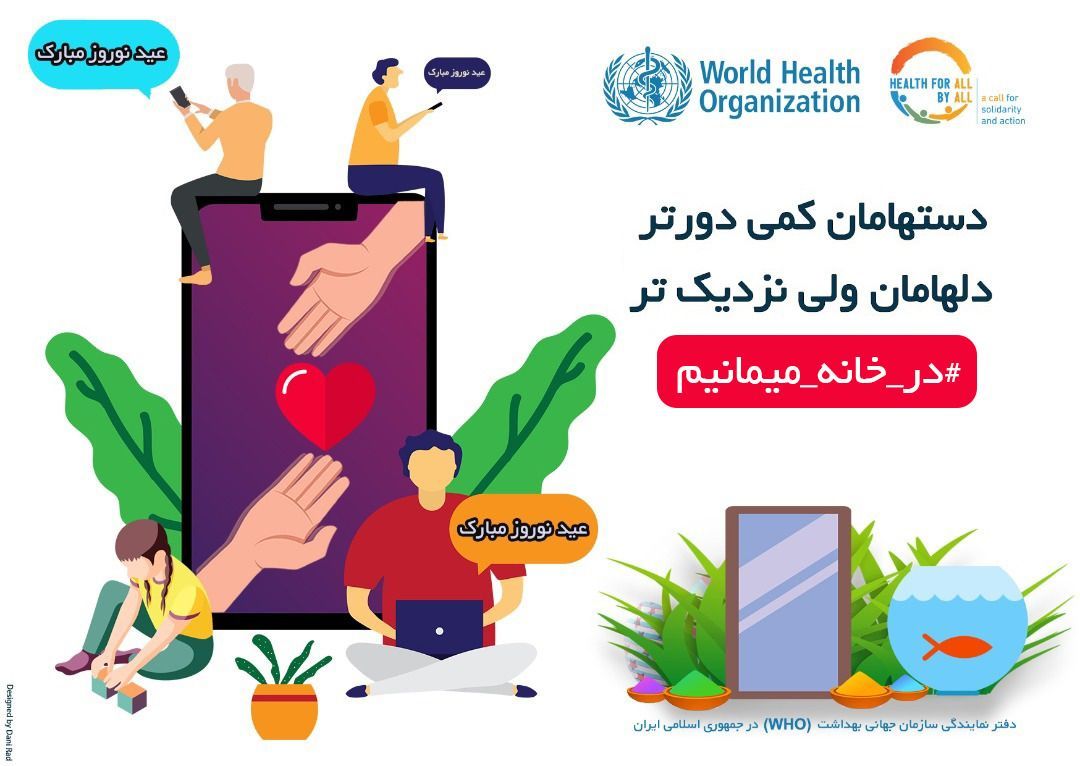 عید نوروز مبارک
عید نوروز مبارک
World Health
Organization
HEALTH FOR ALL
BY ALL
a call for
solidarity
and action
دستهامان کمی دورتر
دلهامان ولی نزدیک تر
#در_خانه_میمانیم
عید نوروز مبارک
دفتر نمایندگی سازمان جهانی بهداشت (WHO) در جمهوری اسلامی ایران
Designed by Dani Rad